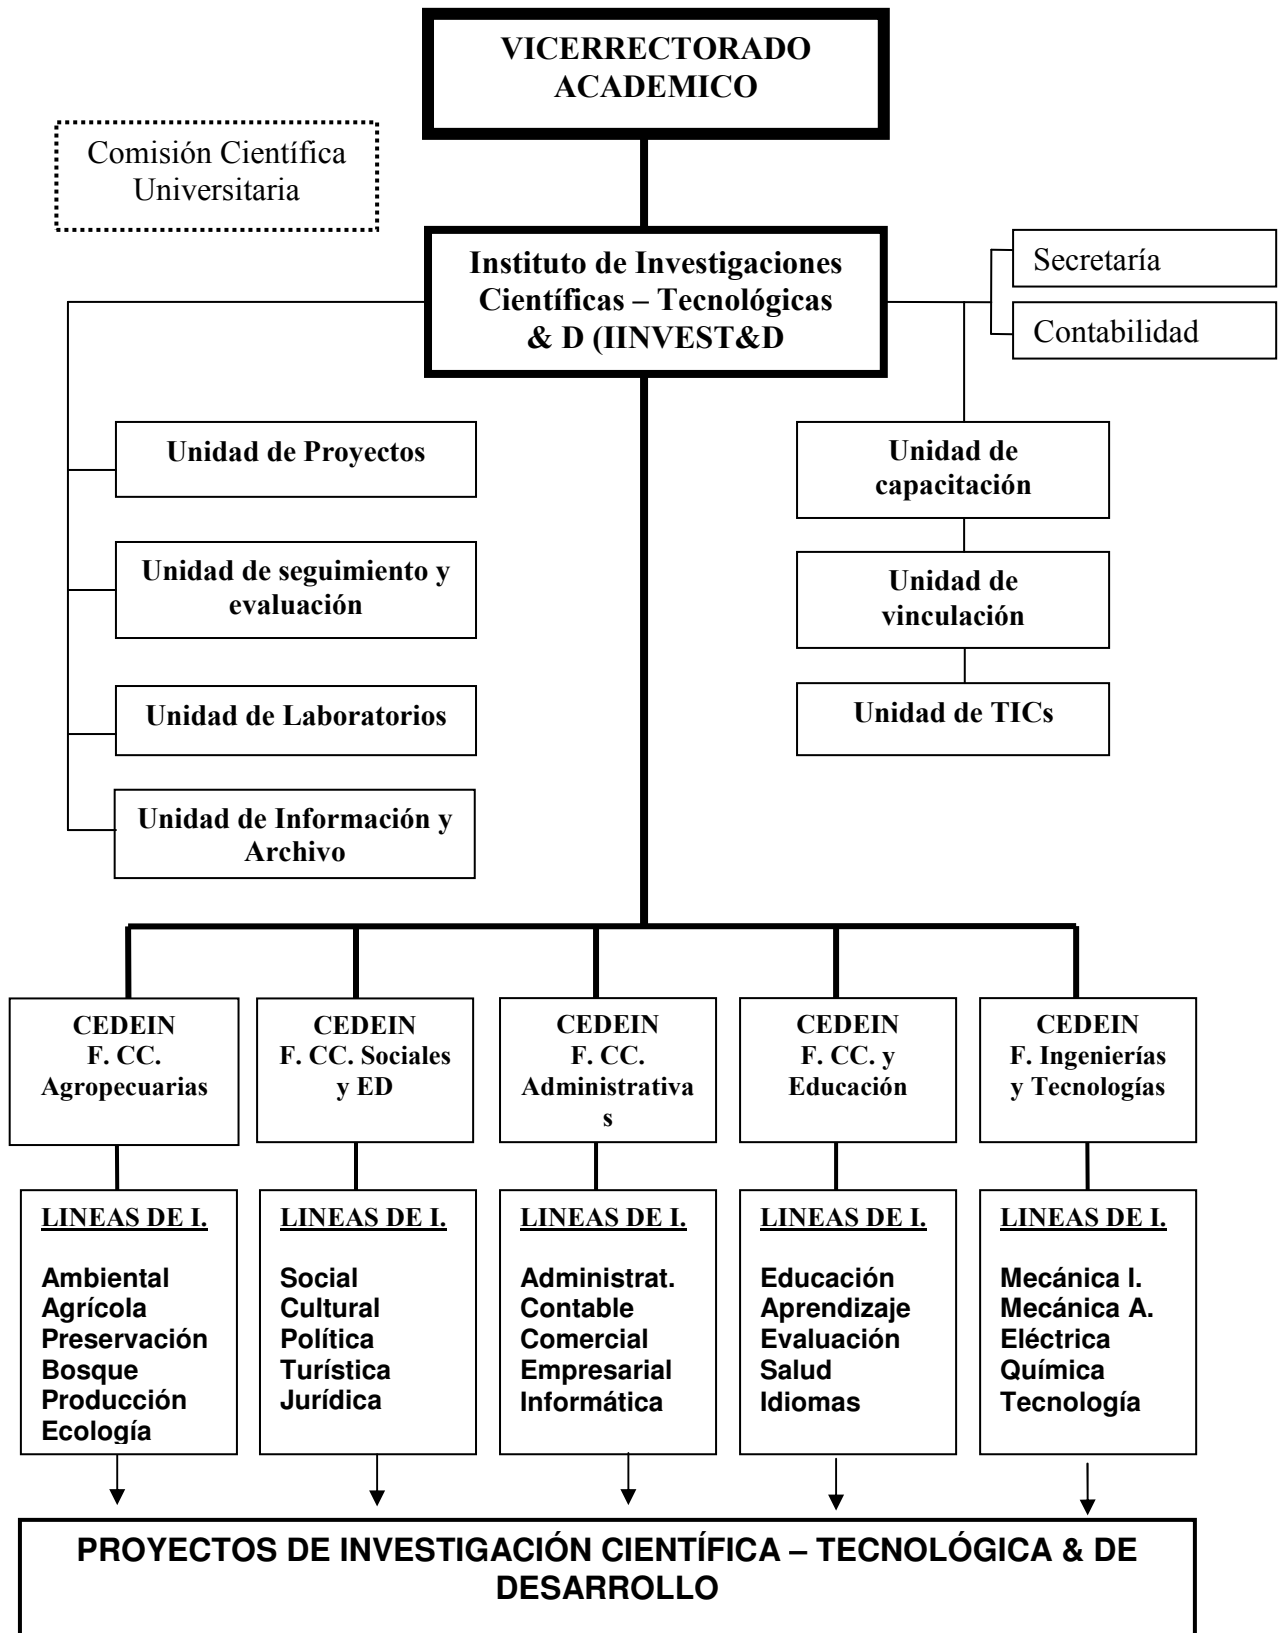 VICERRECTORADO
ACADEMICO
Comisión Científica
Universitaria
Instituto de Investigaciones
Científicas – Tecnológicas
& D (IINVEST&D
Secretaría
Contabilidad
Unidad de Proyectos
Unidad de seguimiento y
evaluación
Unidad de Laboratorios
Unidad de Información y
Archivo
Unidad de
capacitación
Unidad de
vinculación
Unidad de TICs
CEDEIN
F. CC.
Agropecuarias
CEDEIN
F. CC. Sociales
y ED
CEDEIN
F. CC.
Administrativa
s
CEDEIN
F. CC. y
Educación
CEDEIN
F. Ingenierías
y Tecnologías
LINEAS DE I.
Ambiental
Agrícola
Preservación
Bosque
Producción
Ecología
LINEAS DE I.
Social
Cultural
Política
Turística
Jurídica
LINEAS DE I.
Administrat.
Contable
Comercial
Empresarial
Informática
LINEAS DE I.
Educación
Aprendizaje
Evaluación
Salud
Idiomas
LINEAS DE I.
Mecánica I.
Mecánica A.
Eléctrica
Química
Tecnología
PROYECTOS DE INVESTIGACIÓN CIENTÍFICA – TECNOLÓGICA & DE
DESARROLLO